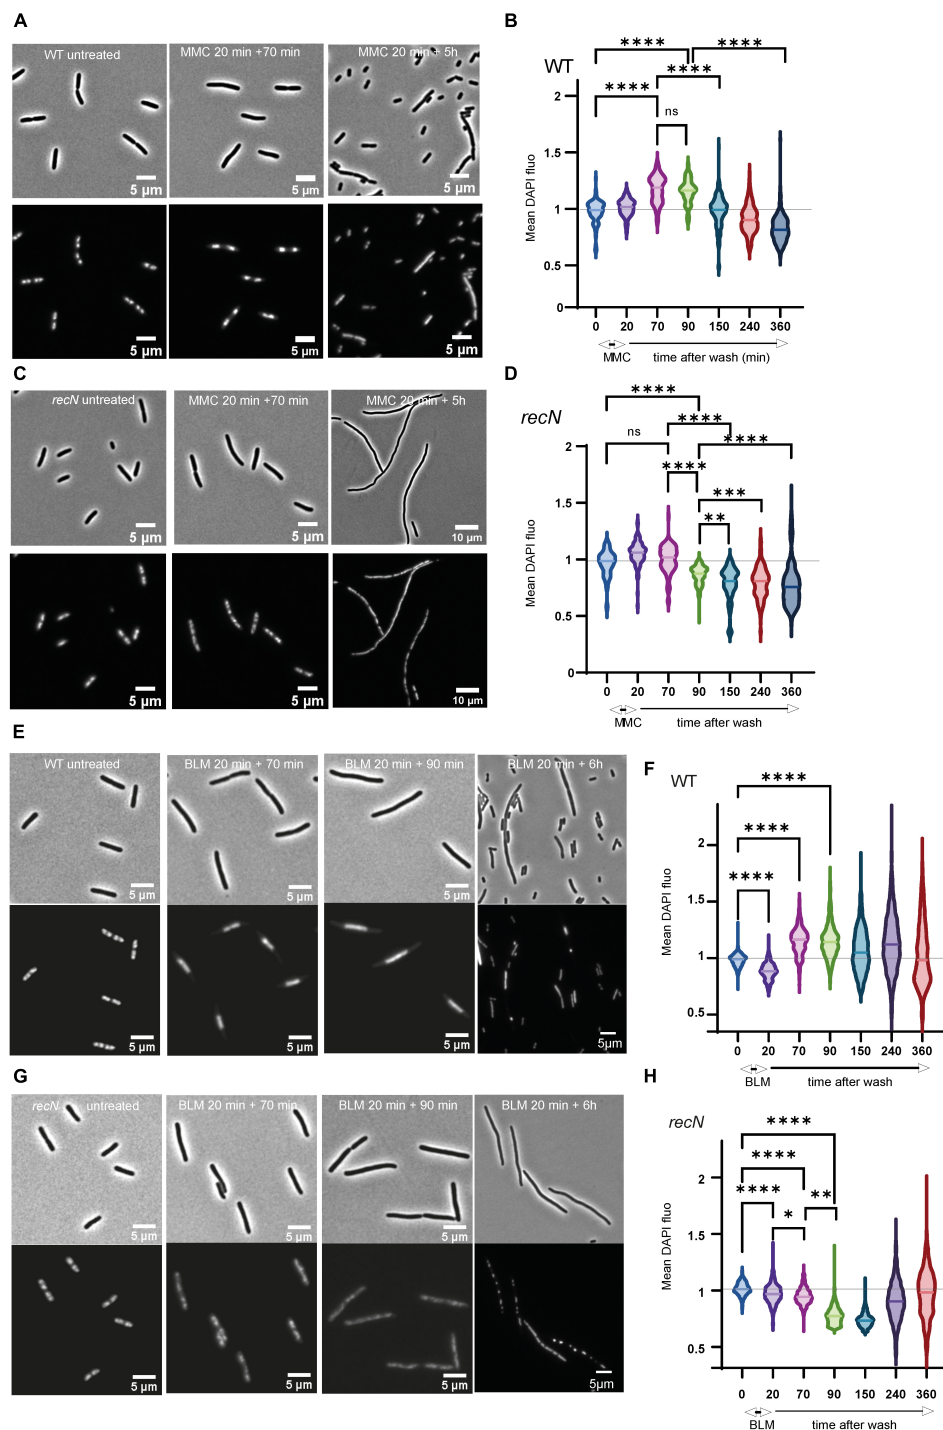 A
WT untreated
MMC 20 min +70 min
MMC 20 min + 5h
5 µm
5 µm
5 µm
5 µm
5 µm
5 µm
B
WT
****
****
****
****
ns
Mean DAPI fluo
2
1.5
1
0.5
0
0 20 70 90 150 240 360
MMC time after wash (min)
C
recN untreated
MMC 20 min +70 min
MMC 20 min + 5h
5 µm
5 µm
10 µm
5 µm
5 µm
10 µm
D
recN
****
****
ns
****
****
***
**
Mean DAPI fluo
2
1.5
1
0.5
0
0 20 70 90 150 240 360
MMC time after wash
E
WT untreated
BLM 20 min + 70 min
BLM 20 min + 90 min
BLM 20 min + 6h
5 µm
5 µm
5 µm
5 µm
5 µm
5 µm
5µm
F
WT
****
****
****
Mean DAPI fluo
2
1.5
1
0.5
0 20 70 90 150 240 360
BLM time after wash
G
recN untreated
BLM 20 min + 70 min
BLM 20 min + 90 min
BLM 20 min + 6h
5 µm
5 µm
5 µm
5 µm
5 µm
5 µm
5µm
H
recN
****
****
****
**
*
Mean DAPI fluo
2
1.5
1
0.5
0 20 70 90 150 240 360
BLM time after wash